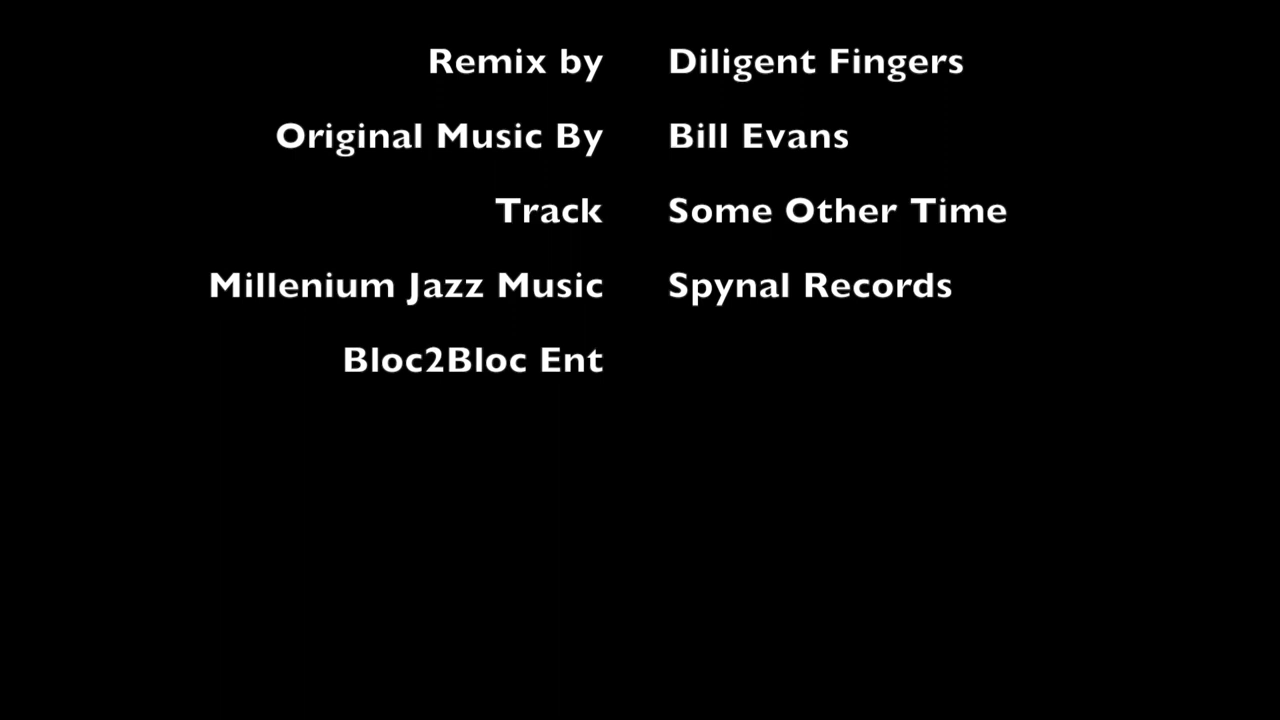 Remix by Diligent Fingers
Original Music By Bill Evans
Track Some Other Time
Millenium Jazz Music Spynal Records
Bloc2Bloc Ent